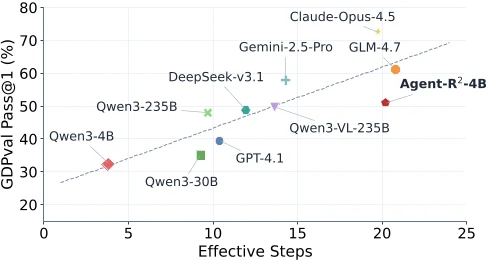 80
70
60
50
40
30
20
GDPval Pass@1 (%)
Claude-Opus-4.5
Gemini-2.5-Pro
GLM-4.7
DeepSeek-v3.1
Agent-R²-4B
Qwen3-235B
Qwen3-VL-235B
Qwen3-4B
GPT-4.1
Qwen3-30B
0 5 10 15 20 25
Effective Steps